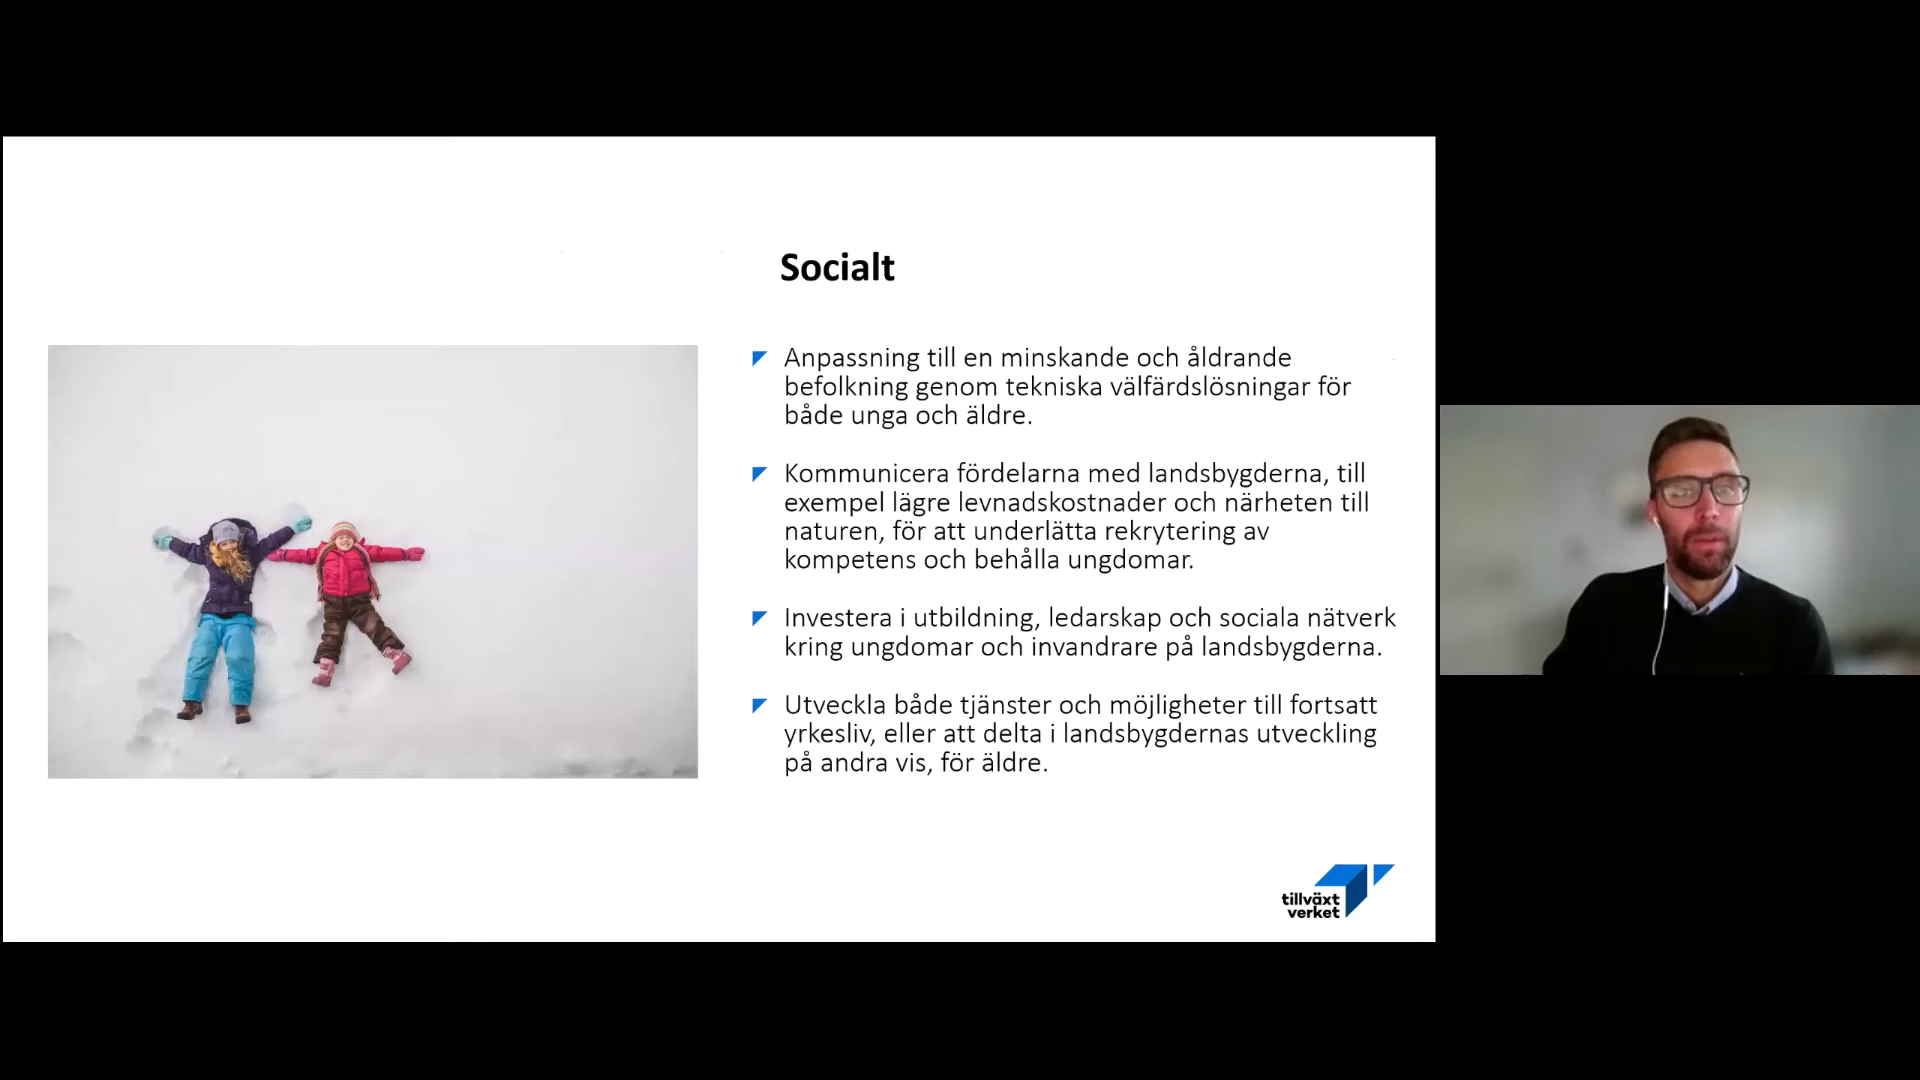 Socialt
Anpassning till en minskande och åldrande
befolkning genom tekniska välfärdslösningar för
både unga och äldre.
Kommunicera fördelarna med landsbygderna, till
exempel lägre levnadskostnader och närheten till
naturen, för att underlätta rekrytering av
kompetens och behålla ungdomar.
Investera i utbildning, ledarskap och sociala nätverk
kring ungdomar och invandrare på landsbygderna.
Utveckla både tjänster och möjligheter till fortsatt
yrkesliv, eller att delta i landsbygdernas utveckling
på andra vis, för äldre.
tillväxt
verket